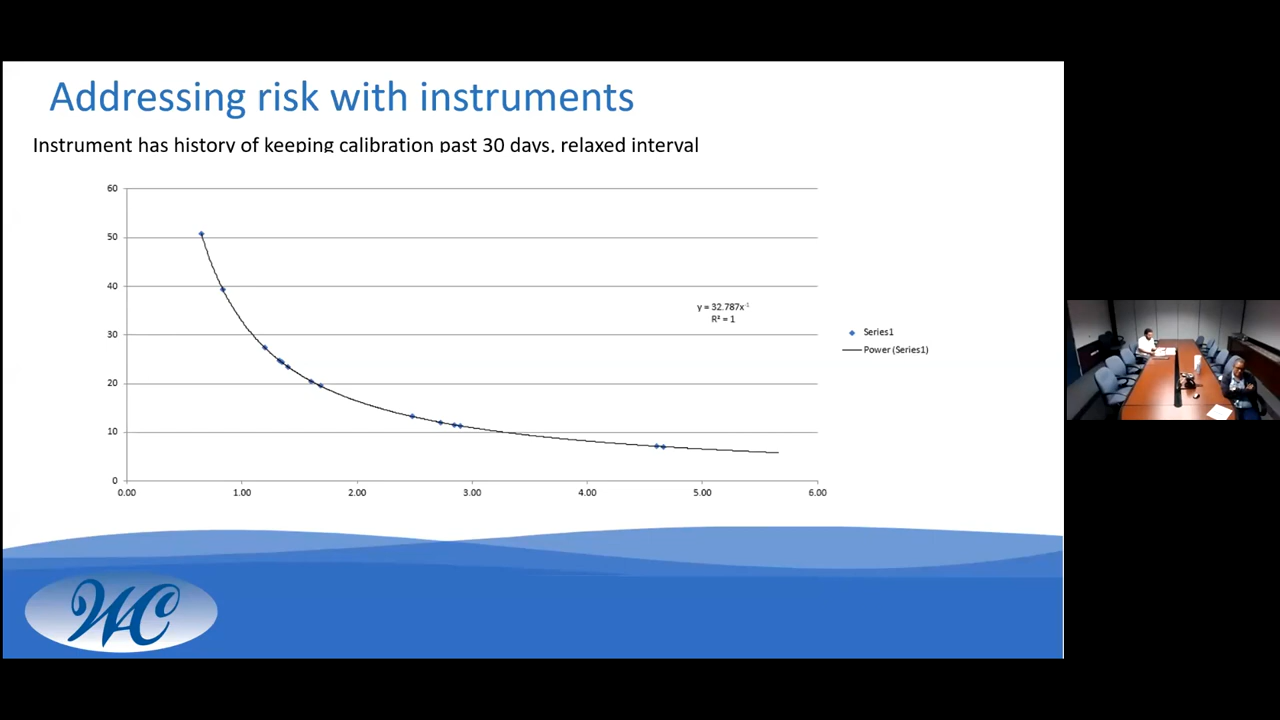 Addressing risk with instruments
Instrument has history of keeping calibration past 30 days, relaxed interval
60
50
40
30
20
10
0
y = 32.787x⁻¹
R² = 1
Series1
Power (Series1)
0.00 1.00 2.00 3.00 4.00 5.00 6.00
WC